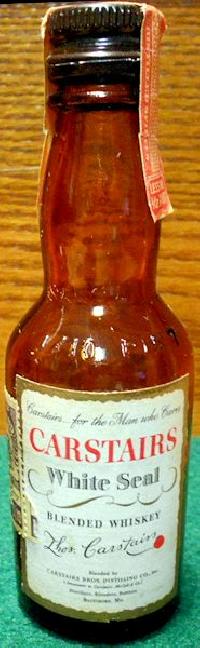 Carstairs...for the Man who Cares
CARSTAIRS
White Seal
BLENDED WHISKEY
Thos. Carstairs
Blended by
CARSTAIRS BROS. DISTILLING CO., INC.
Baltimore, Md.